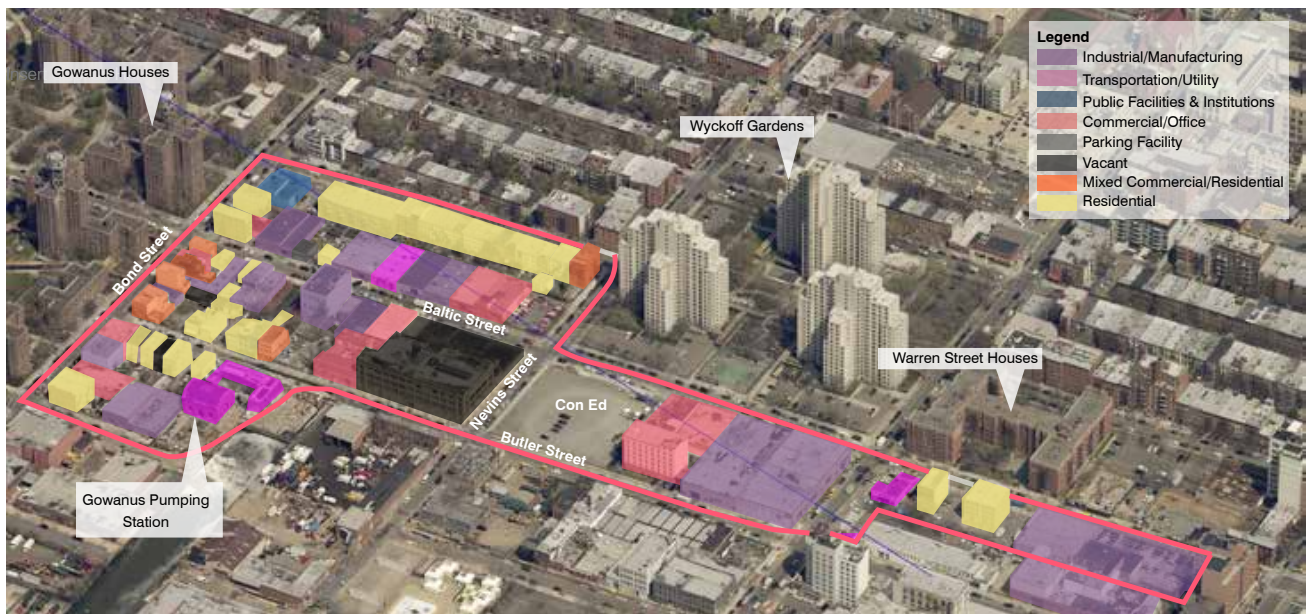 Gowanus Houses
Wyckoff Gardens
Legend
Industrial/Manufacturing
Transportation/Utility
Public Facilities & Institutions
Commercial/Office
Parking Facility
Vacant
Mixed Commercial/Residential
Residential
Bond Street
Baltic Street
Warren Street Houses
Nevins Street
Con Ed
Butler Street
Gowanus Pumping
Station